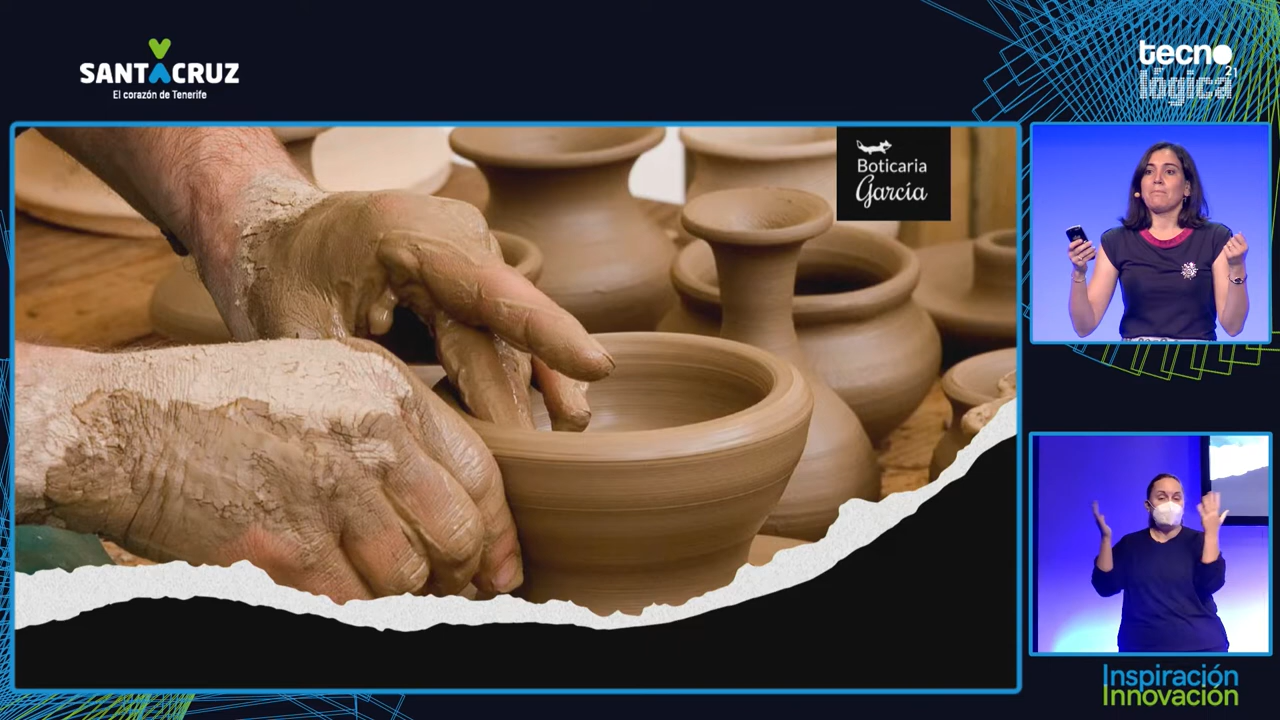 SANTACRUZ
El corazón de Tenerife
tecno
lógica
21
Boticaria
García
Inspiración
Innovación